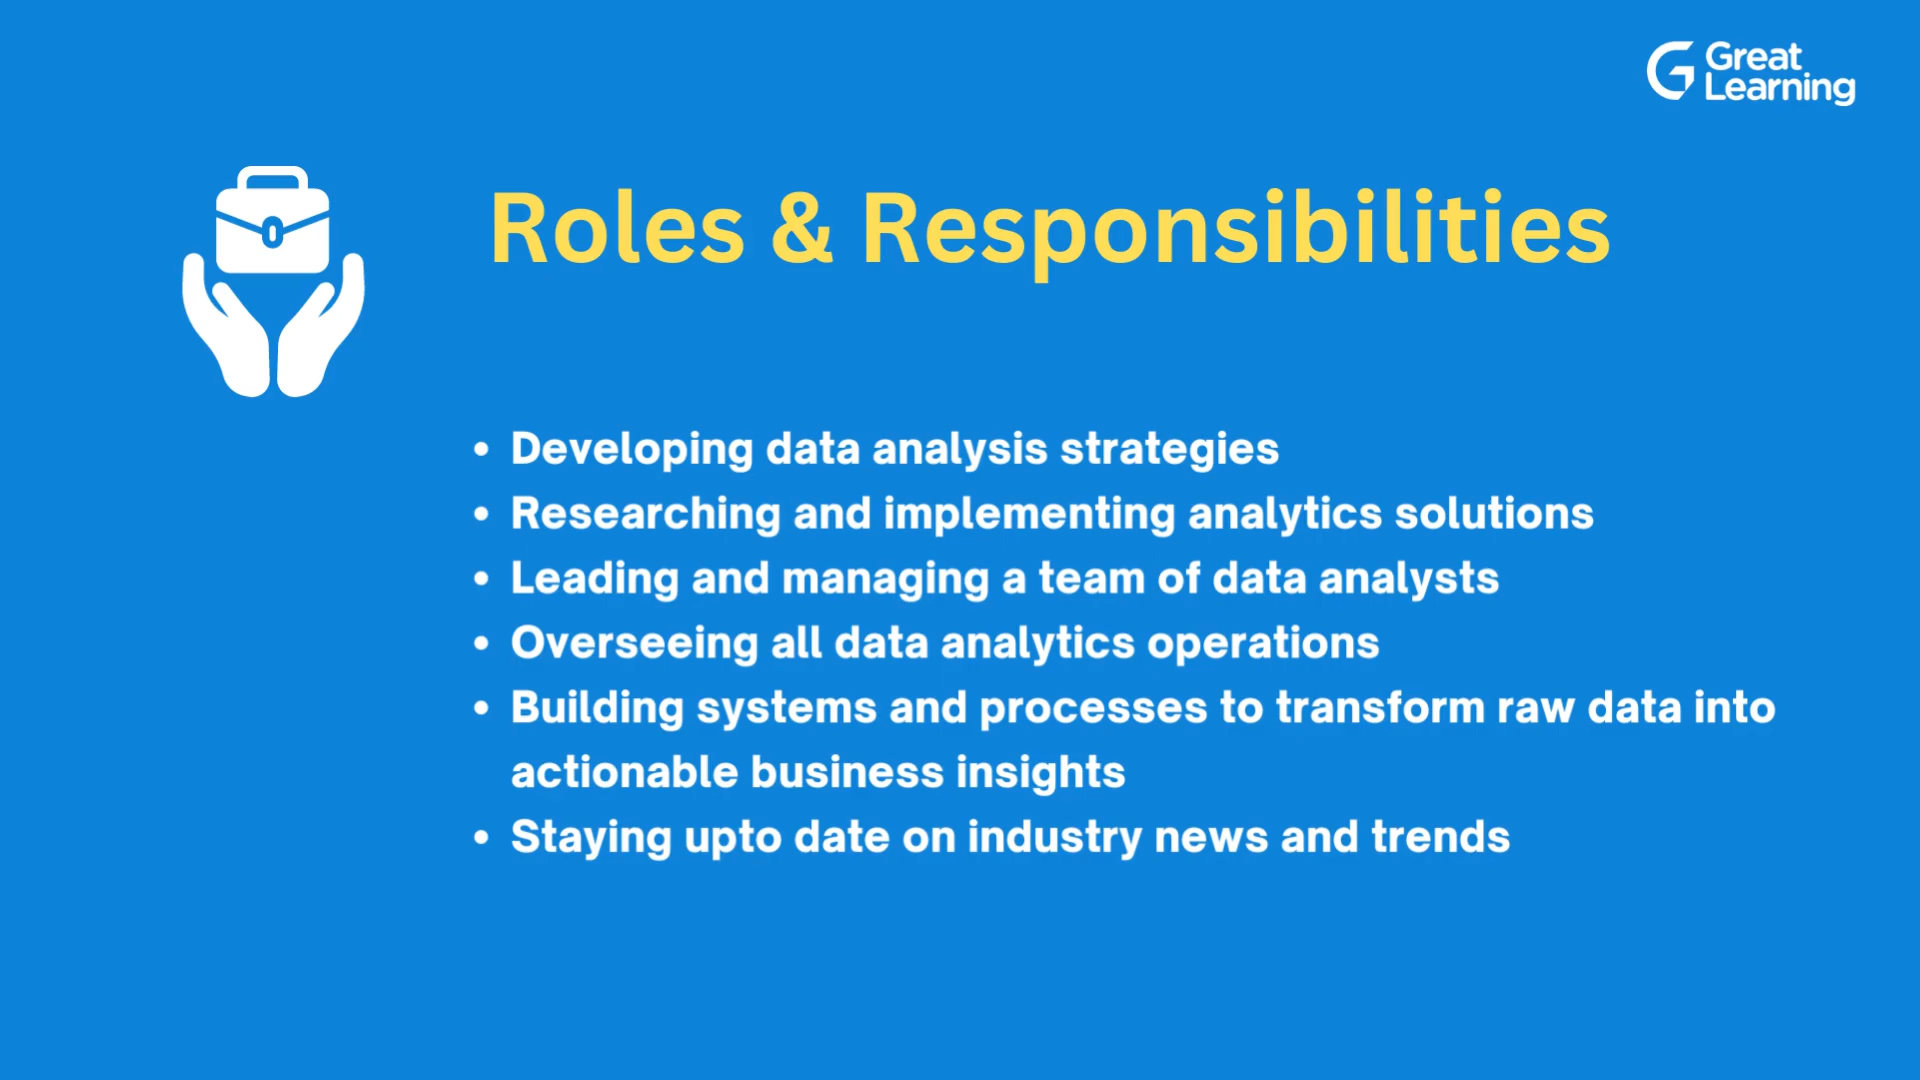 Great
Learning
Roles & Responsibilities
• Developing data analysis strategies
• Researching and implementing analytics solutions
• Leading and managing a team of data analysts
• Overseeing all data analytics operations
• Building systems and processes to transform raw data into
actionable business insights
• Staying upto date on industry news and trends